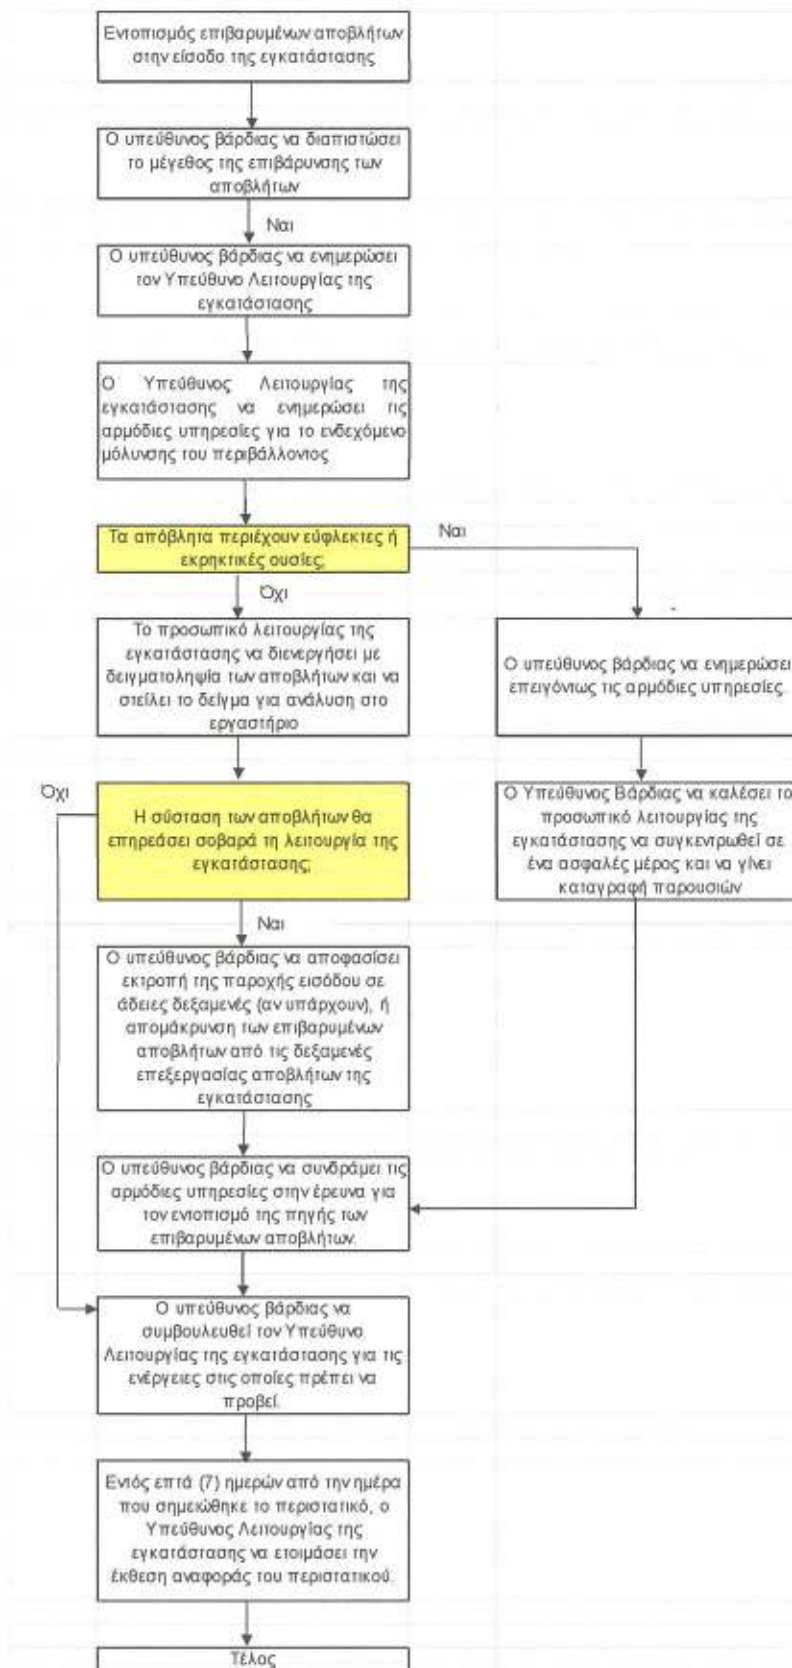 Εντοπισμός επιβαρυμένων αποβλήτων
στην είσοδο της εγκατάστασης
Ο υπεύθυνος βάρδιας να διαπιστώσει
το μέγεθος της επιβάρυνσης των
αποβλήτων
Ναι
Ο υπεύθυνος βάρδιας να ενημερώσει
τον Υπεύθυνο Λειτουργίας της
εγκατάστασης
Ο Υπεύθυνος Λειτουργίας της
εγκατάστασης να ενημερώσει τις
αρμόδιες υπηρεσίες για το ενδεχόμενο
μόλυνσης του περιβάλλοντος
Τα απόβλητα περιέχουν εύφλεκτες ή
εκρηκτικές ουσίες;
Ναι
Όχι
Το προσωπικό λειτουργίας της
εγκατάστασης να διενεργήσει με
δειγματοληψία των αποβλήτων και να
στείλει το δείγμα για ανάλυση στο
εργαστήριο
Ο υπεύθυνος βάρδιας να ενημερώσει
επειγόντως τις αρμόδιες υπηρεσίες.
Όχι
Η σύσταση των αποβλήτων θα
επηρεάσει σοβαρά τη λειτουργία της
εγκατάστασης;
Ο Υπεύθυνος Βάρδιας να καλέσει το
προσωπικό λειτουργίας της
εγκατάστασης να συγκεντρωθεί σε
ένα ασφαλές μέρος και να γίνει
καταγραφή παρουσιών
Ναι
Ο υπεύθυνος βάρδιας να αποφασίσει
εκτροπή της παροχής εισόδου σε
άδειες δεξαμενές (αν υπάρχουν), ή
απομάκρυνση των επιβαρυμένων
αποβλήτων από τις δεξαμενές
επεξεργασίας αποβλήτων της
εγκατάστασης
Ο υπεύθυνος βάρδιας να συνδράμει τις
αρμόδιες υπηρεσίες στην έρευνα για
τον εντοπισμό της πηγής των
επιβαρυμένων αποβλήτων.
Ο υπεύθυνος βάρδιας να
συμβουλευθεί τον Υπεύθυνο
Λειτουργίας της εγκατάστασης για τις
ενέργειες στις οποίες πρέπει να
προβεί.
Εντός επτά (7) ημερών από την ημέρα
που σημειώθηκε το περιστατικό, ο
Υπεύθυνος Λειτουργίας της
εγκατάστασης να ετοιμάσει την
έκθεση αναφοράς του περιστατικού.
Τέλος